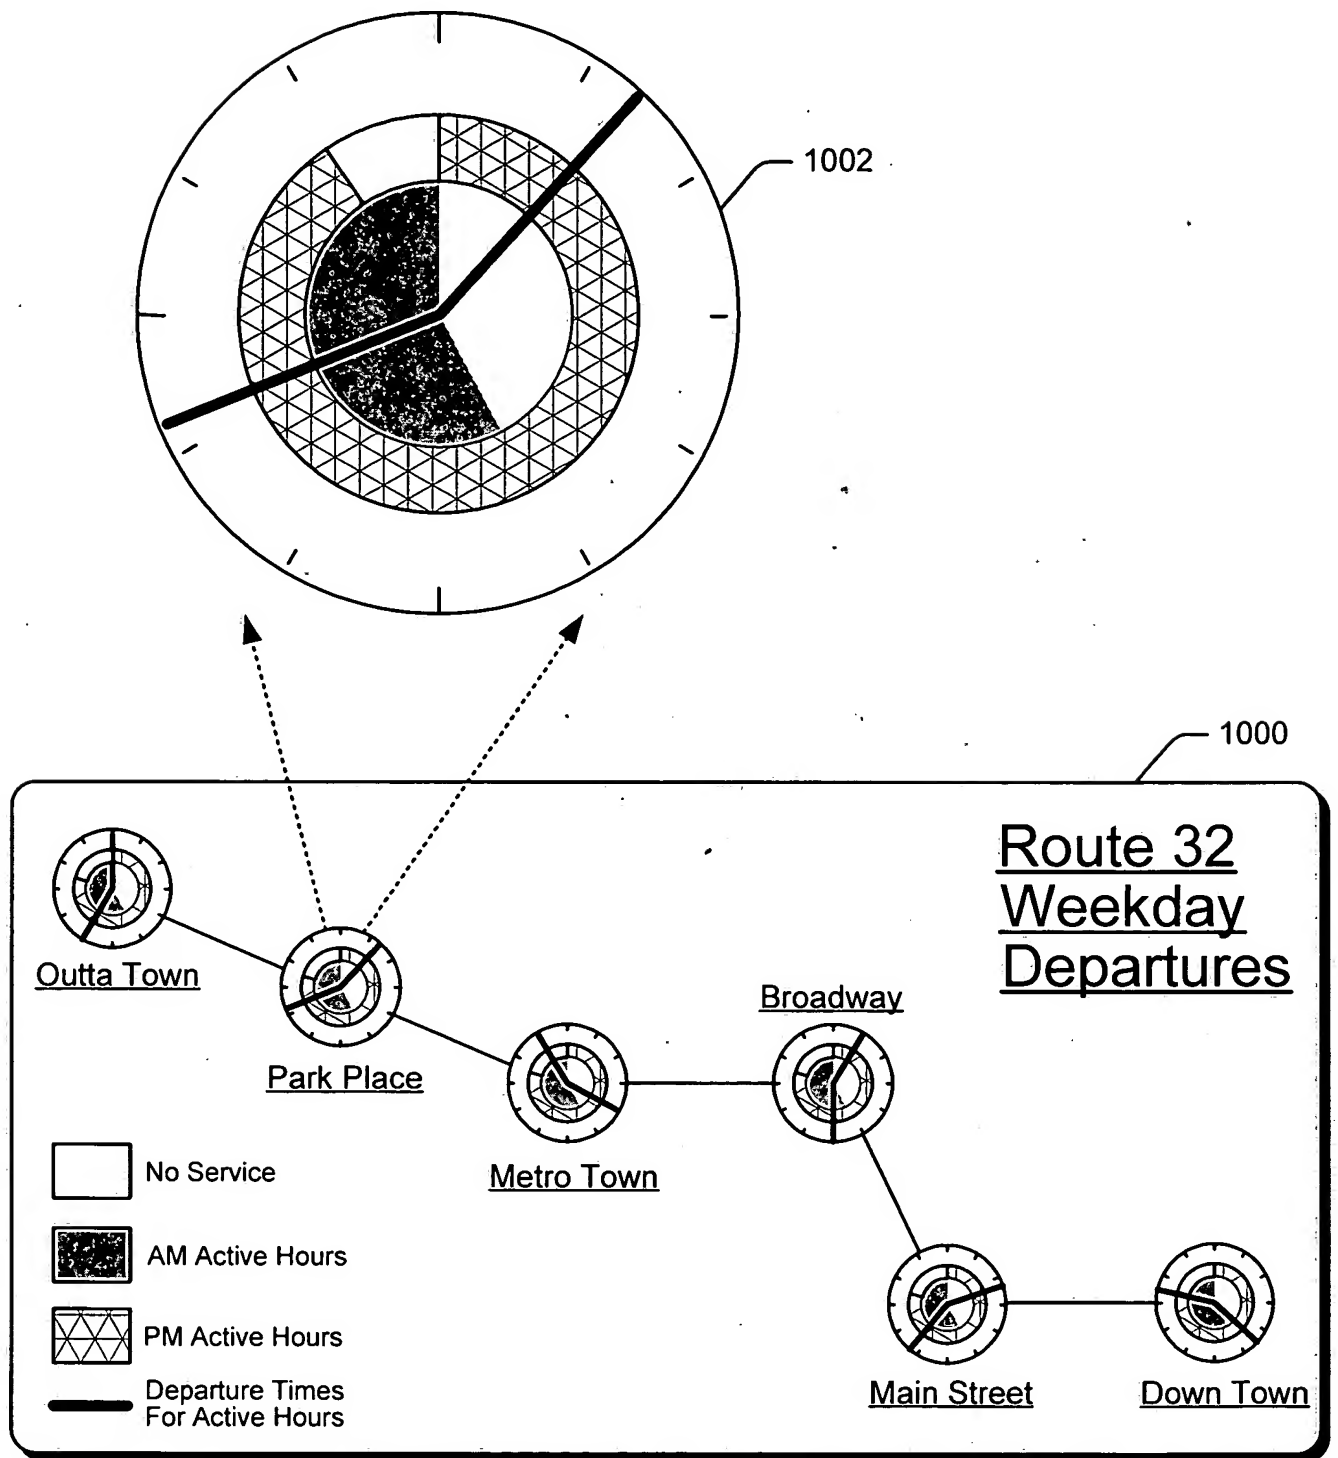 1002
1000
Route 32
Weekday
Departures
Outta Town
Park Place
Broadway
Metro Town
No Service
AM Active Hours
PM Active Hours
Departure Times
For Active Hours
Main Street
Down Town